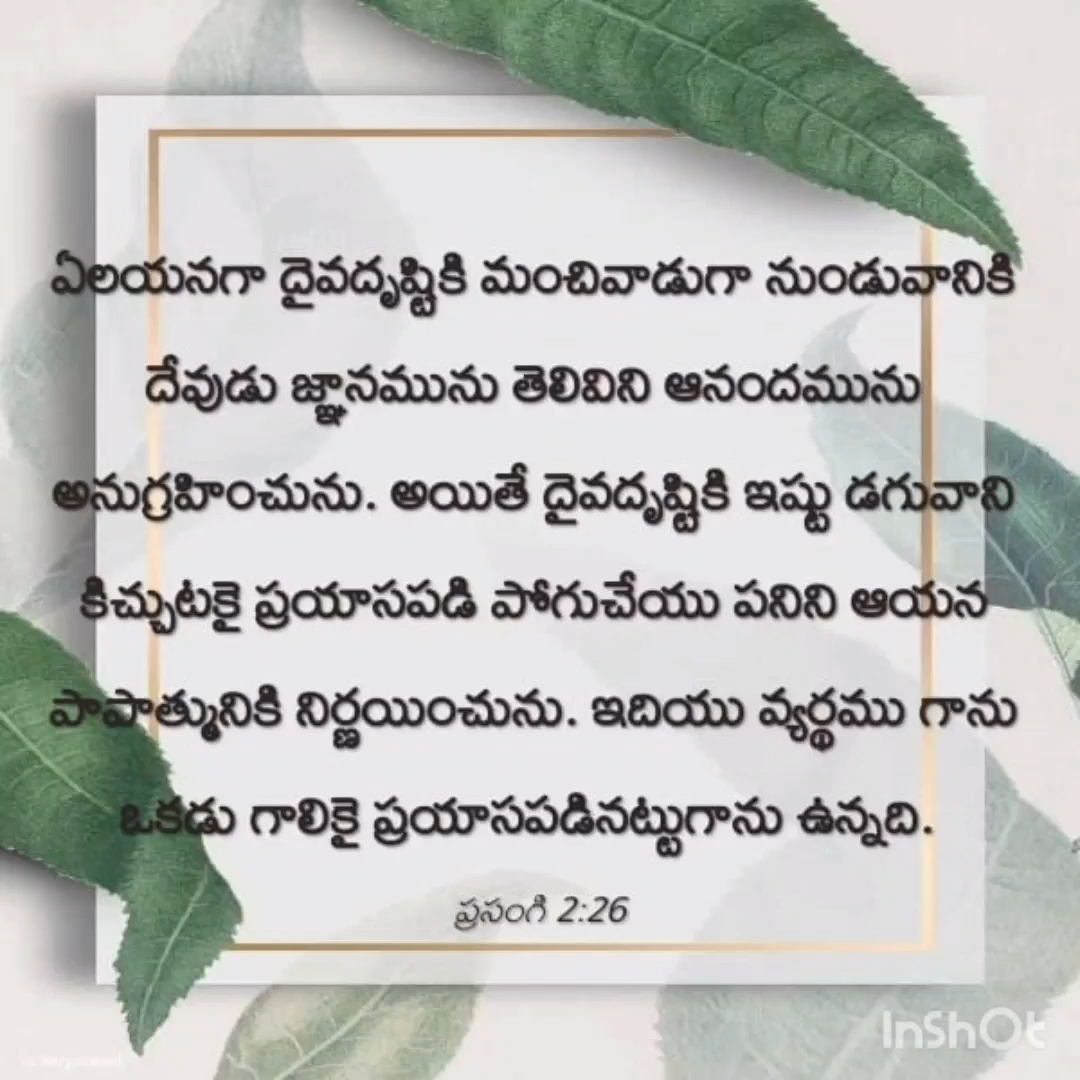 ఏలయనగా దైవదృష్టికి మంచివాడుగా నుండువానికి
దేవుడు జ్ఞానమును తెలివిని ఆనందమును
అనుగ్రహించును. అయితే దైవదృష్టికి ఇష్టు డగువాని
కిచ్చుటకై ప్రయాసపడి పోగుచేయు పనిని ఆయన
పాపాత్మునికి నిర్ణయించును. ఇదియు వ్యర్థము గాను
ఒకడు గాలికై ప్రయాసపడినట్టుగాను ఉన్నది.
ప్రసంగి 2:26
InShOt